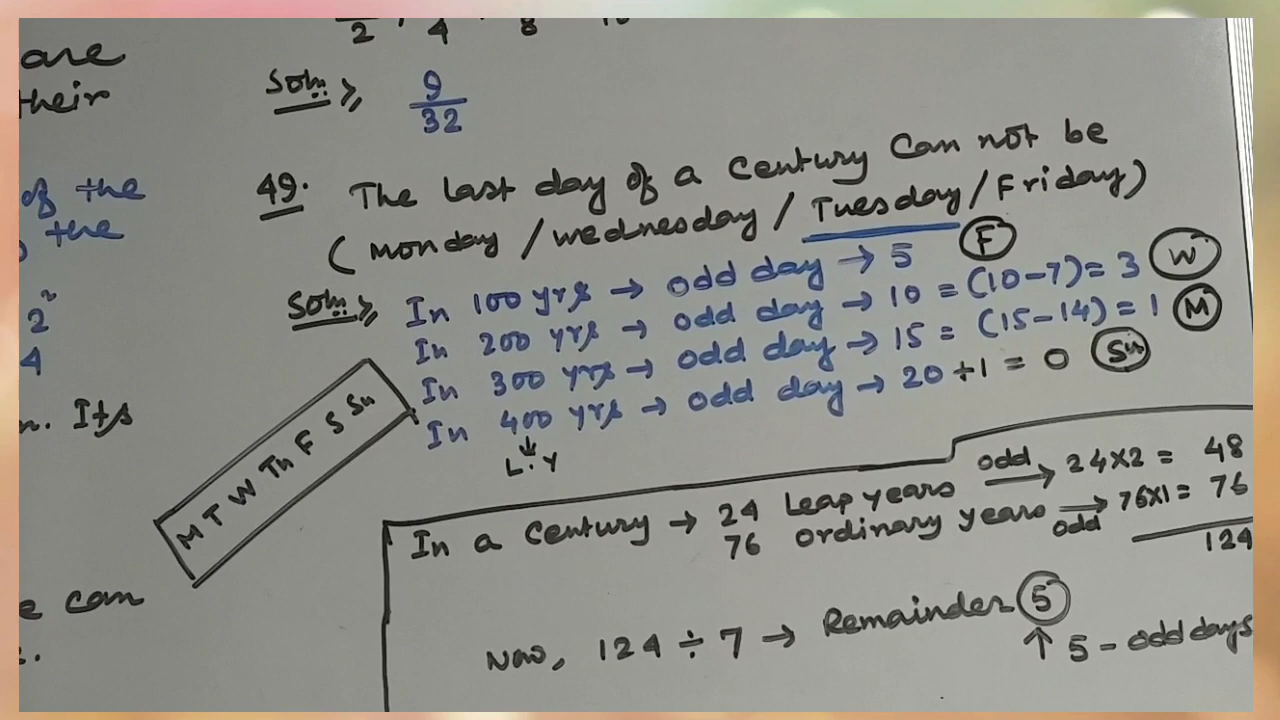 are
their
of the
the
2²
4
n. Its
e can
2 , 4 , 8
Soln. 9/32
49. The last day of a century can not be
(monday / wednesday / Tuesday / Friday)
Soln. In 100 yrs → odd day → 5 F
In 200 yrs → odd day → 10 = (10-7) = 3 W
In 300 yrs → odd day → 15 = (15-14) = 1 M
In 400 yrs → odd day → 20 + 1 = 0 Su
L.Y
M T W Th F S Su
In a century → 24 leap years odd → 24×2 = 48
76 ordinary years odd → 76×1 = 76
124
Now, 124 ÷ 7 → Remainder 5
↑ 5 - odd days